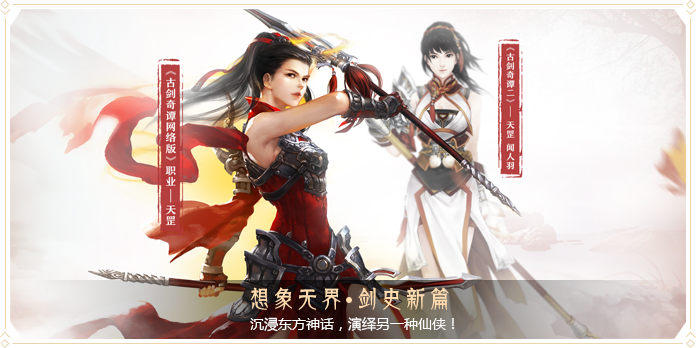 《古剑奇谭网络版》职业——天罡
《古剑奇谭二》——天罡 闻人羽
想象无界·剑史新篇
沉浸东方神话，演绎另一种仙侠！